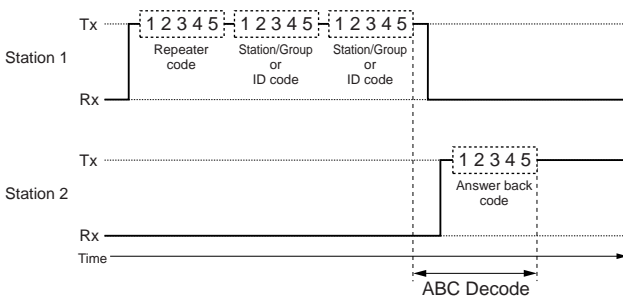 Tx
1 2 3 4 5 1 2 3 4 5 1 2 3 4 5
Repeater
code
Station/Group
or
ID code
Station/Group
or
ID code
Station 1
Rx
Tx
1 2 3 4 5
Answer back
code
Station 2
Rx
Time
ABC Decode